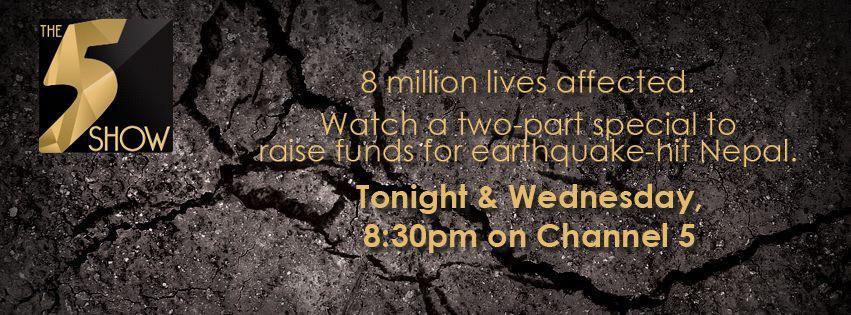 THE
5
SHOW
8 million lives affected.
Watch a two-part special to
raise funds for earthquake-hit Nepal.
Tonight & Wednesday,
8:30pm on Channel 5